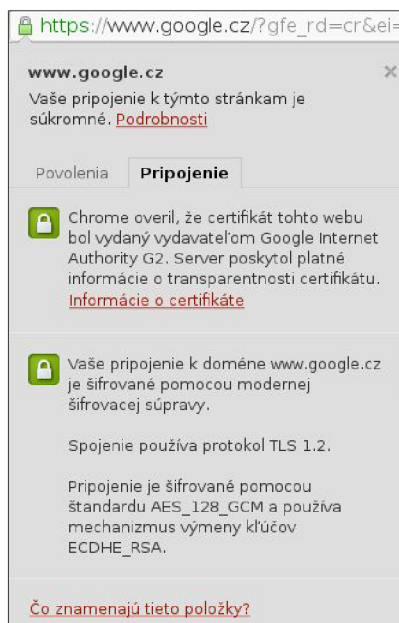 https://www.google.cz/?gfe_rd=cr&ei=
www.google.cz
Vaše pripojenie k týmto stránkam je
súkromné. Podrobnosti
Povolenia Pripojenie
Chrome overil, že certifikát tohto webu
bol vydaný vydavateľom Google Internet
Authority G2. Server poskytol platné
informácie o transparentnosti certifikátu.
Informácie o certifikáte
Vaše pripojenie k doméne www.google.cz
je šifrované pomocou modernej
šifrovacej súpravy.
Spojenie používa protokol TLS 1.2.
Pripojenie je šifrované pomocou
štandardu AES_128_GCM a používa
mechanizmus výmeny kľúčov
ECDHE_RSA.
Čo znamenajú tieto položky?